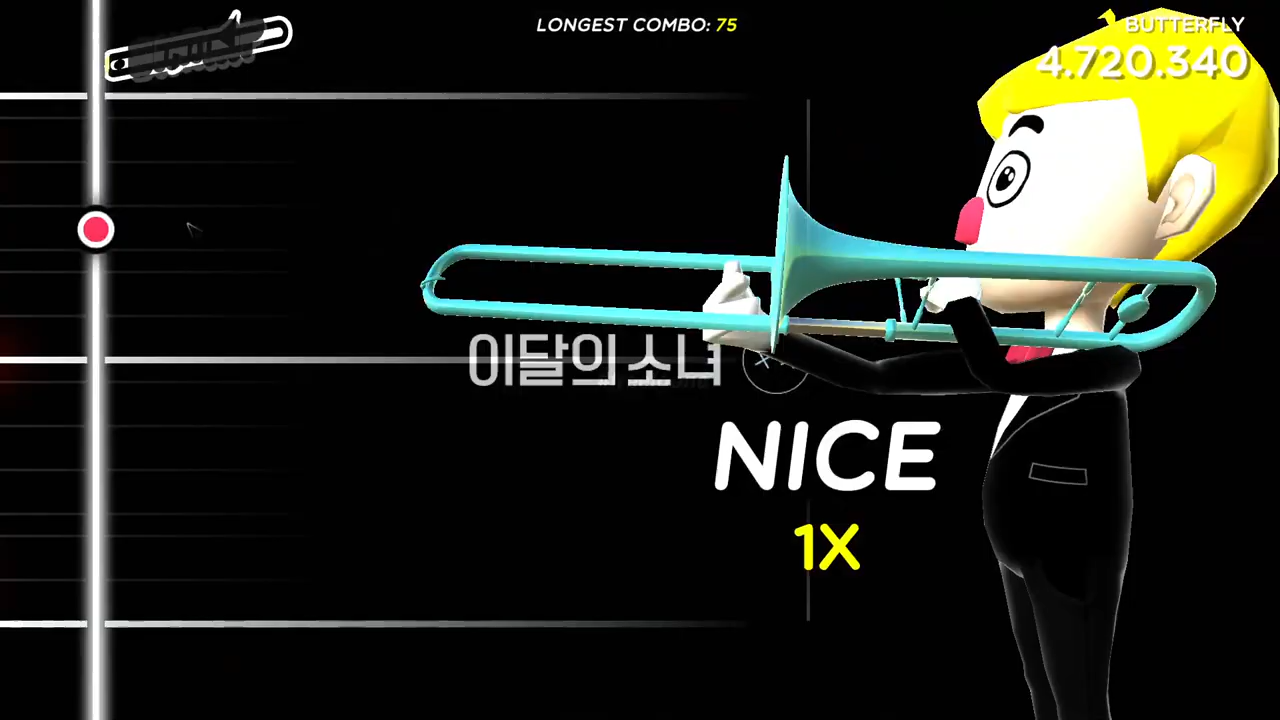 LONGEST COMBO: 75
BUTTERFLY
4.720.340
이달의 소녀
NICE
1X